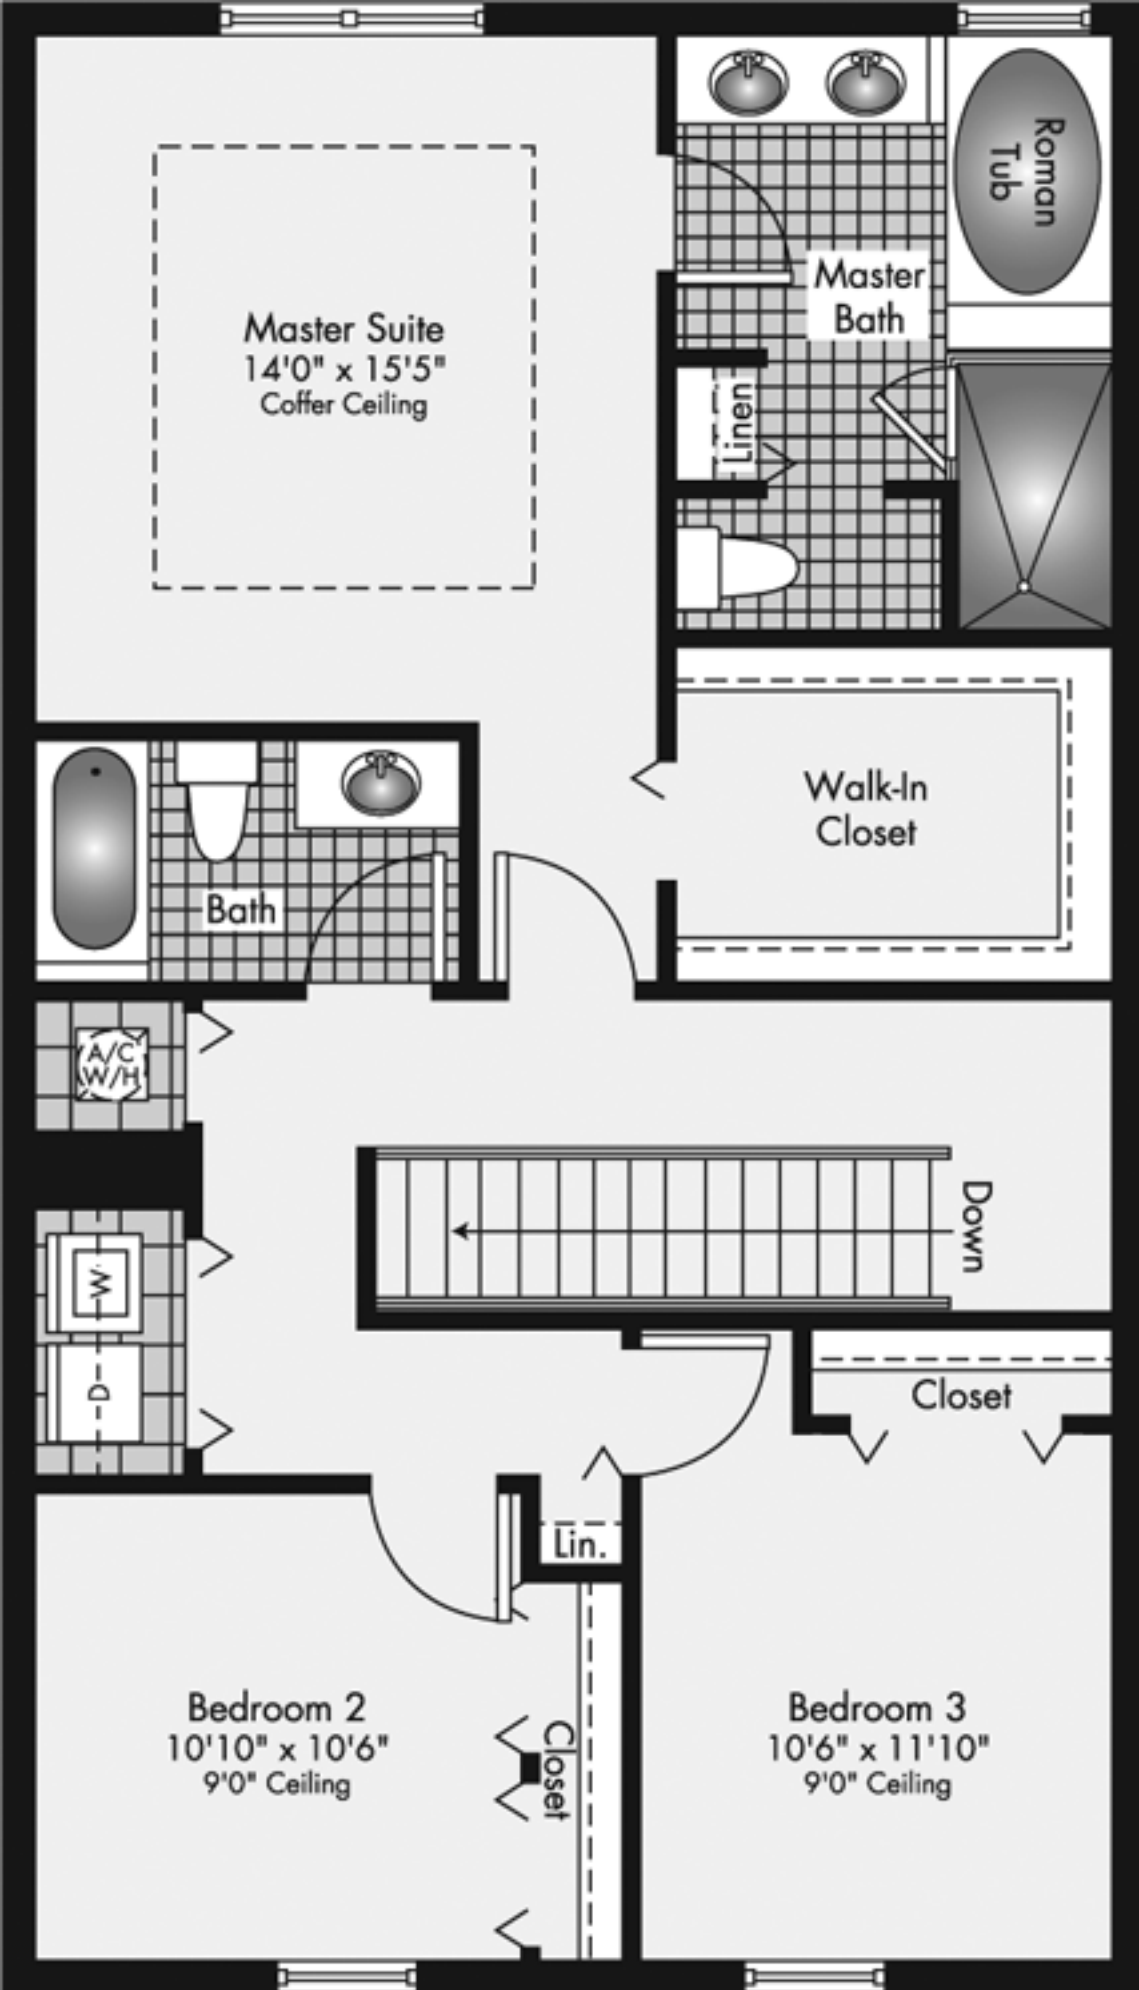 Roman
Tub
Master
Bath
Master Suite
14'0" x 15'5"
Coffer Ceiling
Linen
Walk-In
Closet
Bath
A/C
W/H
Down
W
D
Closet
Lin.
Bedroom 2
10'10" x 10'6"
9'0" Ceiling
Closet
Bedroom 3
10'6" x 11'10"
9'0" Ceiling